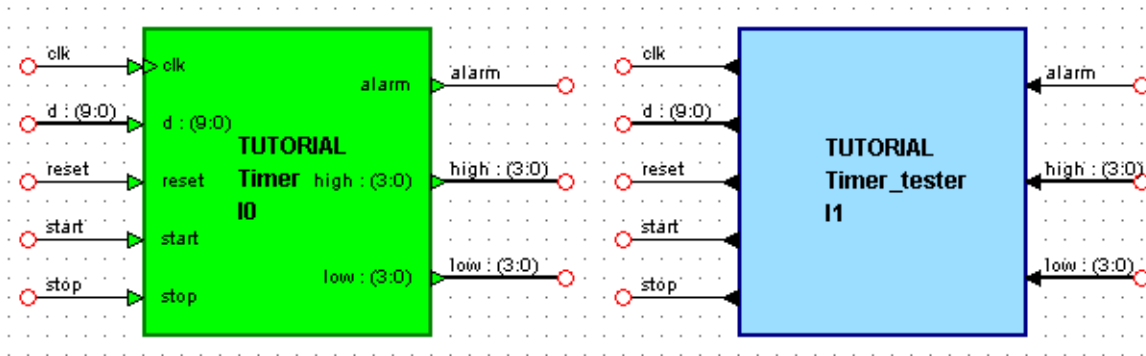 clk
d : (9:0)
reset
start
stop
clk
d : (9:0)
reset
start
stop
TUTORIAL
Timer
I0
alarm
high : (3:0)
low : (3:0)
alarm
high : (3:0)
low : (3:0)
clk
d : (9:0)
reset
start
stop
TUTORIAL
Timer_tester
I1
alarm
high : (3:0)
low : (3:0)